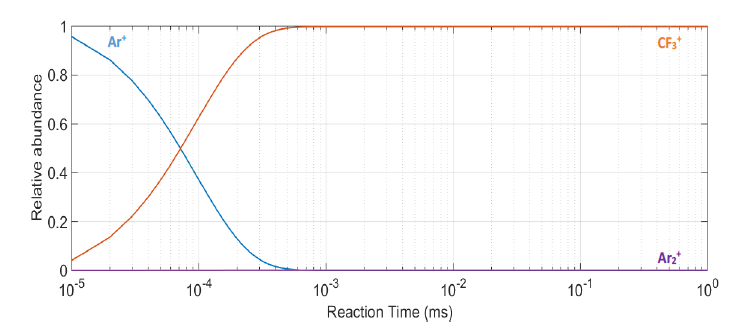 Ar⁺
CF₃⁺
Ar₂⁺
Relative abundance
1
0.8
0.6
0.4
0.2
0
10⁻⁵ 10⁻⁴ 10⁻³ 10⁻² 10⁻¹ 10⁰
Reaction Time (ms)